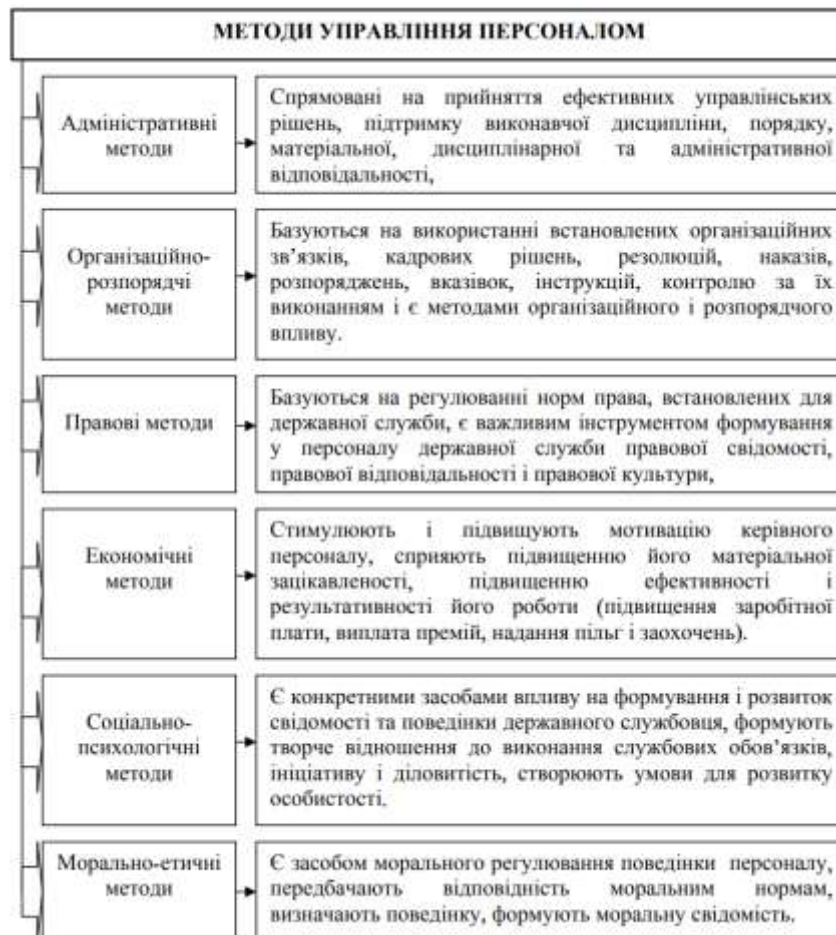 МЕТОДИ УПРАВЛІННЯ ПЕРСОНАЛОМ
Адміністративні
методи
Спрямовані на прийняття ефективних управлінських
рішень, підтримку виконавчої дисципліни, порядку,
матеріальної, дисциплінарної та адміністративної
відповідальності,
Організаційно-
розпорядчі
методи
Базуються на використанні встановлених організаційних
зв’язків, кадрових рішень, резолюцій, наказів,
розпоряджень, вказівок, інструкцій, контролю за їх
виконанням і є методами організаційного і розпорядчого
впливу.
Правові методи
Базуються на регулюванні норм права, встановлених для
державної служби, є важливим інструментом формування
у персоналу державної служби правової свідомості,
правової відповідальності і правової культури,
Економічні
методи
Стимулюють і підвищують мотивацію керівного
персоналу, сприяють підвищенню його матеріальної
зацікавленості, підвищенню ефективності і
результативності його роботи (підвищення заробітної
плати, виплата премій, надання пільг і заохочень).
Соціально-
психологічні
методи
Є конкретними засобами впливу на формування і розвиток
свідомості та поведінки державного службовця, формують
творче відношення до виконання службових обов’язків,
ініціативу і діловитість, створюють умови для розвитку
особистості.
Морально-етичні
методи
Є засобом морального регулювання поведінки персоналу,
передбачають відповідність моральним нормам,
визначають поведінку, формують моральну свідомість.